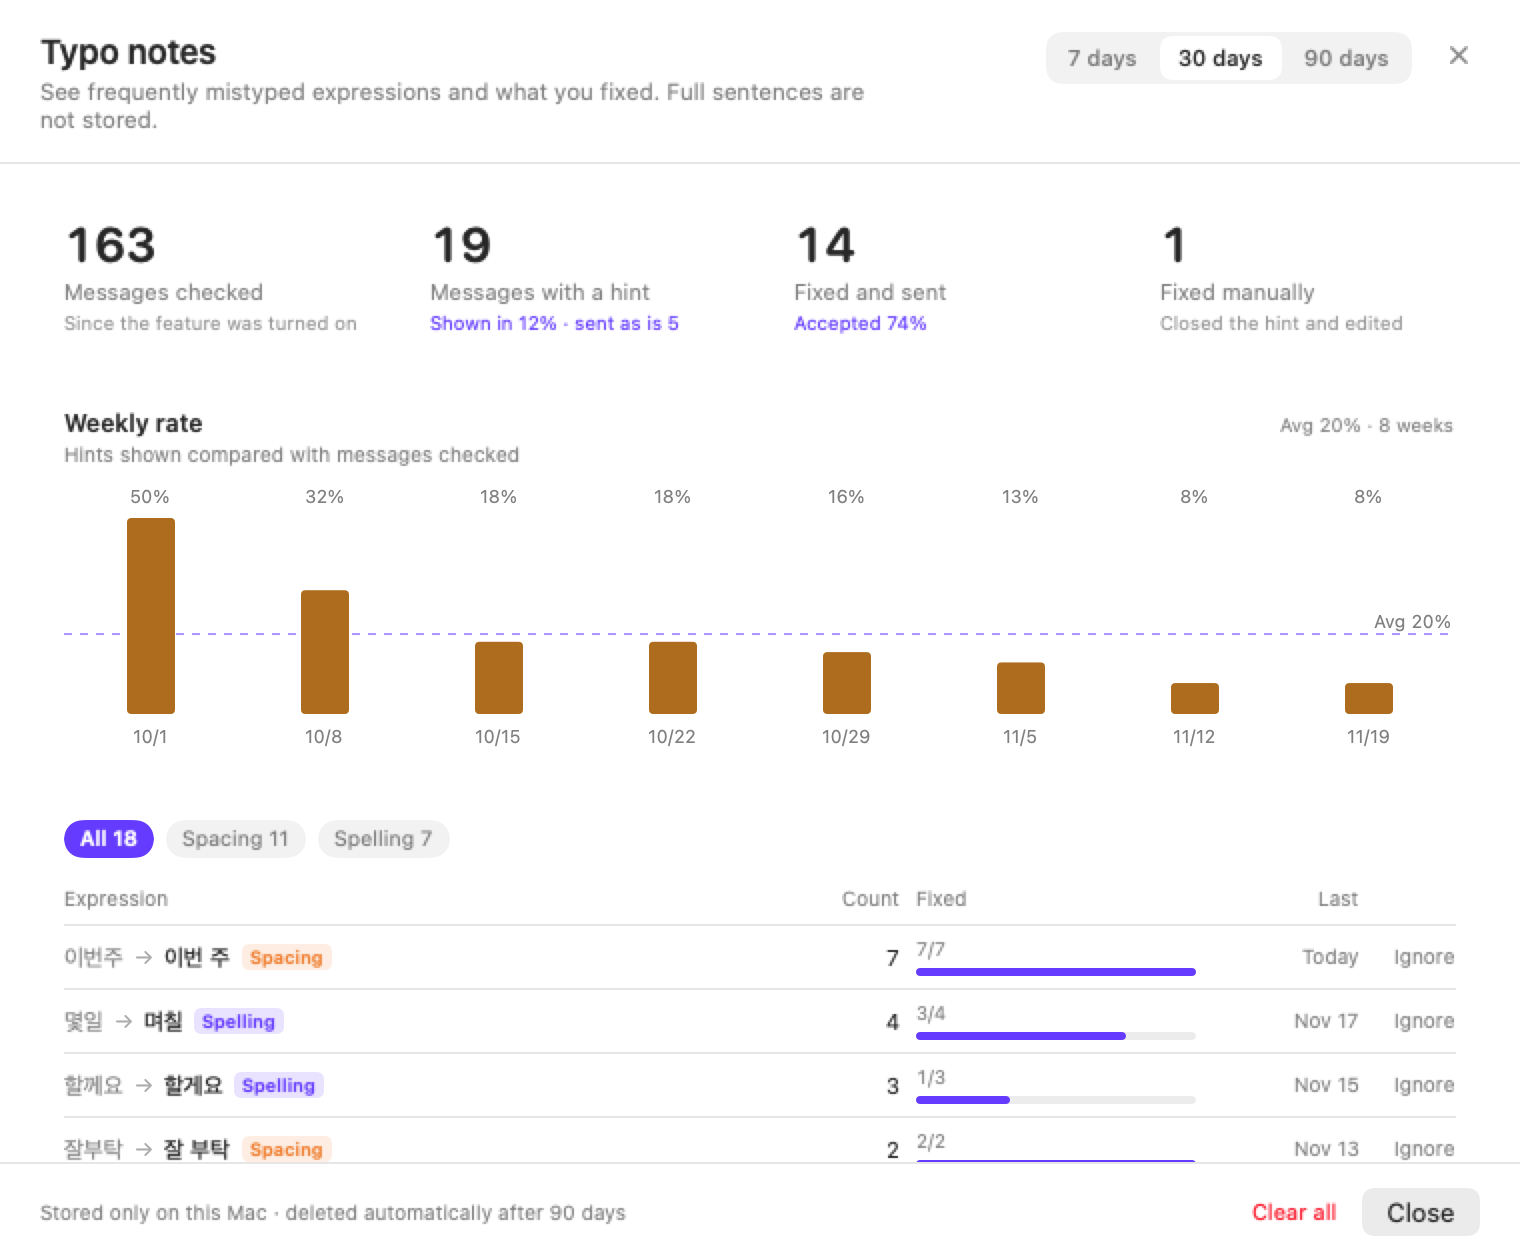 Typo notes
7 days 30 days 90 days
See frequently mistyped expressions and what you fixed. Full sentences are
not stored.
163 19 14 1
Messages checked Messages with a hint Fixed and sent Fixed manually
Since the feature was turned on Shown in 12% · sent as is 5 Accepted 74% Closed the hint and edited
Weekly rate Avg 20% · 8 weeks
Hints shown compared with messages checked
50% 32% 18% 18% 16% 13% 8% 8%
Avg 20%
10/1 10/8 10/15 10/22 10/29 11/5 11/12 11/19
All 18 Spacing 11 Spelling 7
Expression Count Fixed Last
이번주 → 이번 주 Spacing 7 7/7 Today Ignore
몇일 → 며칠 Spelling 4 3/4 Nov 17 Ignore
할께요 → 할게요 Spelling 3 1/3 Nov 15 Ignore
잘부탁 → 잘 부탁 Spacing 2 2/2 Nov 13 Ignore
Stored only on this Mac · deleted automatically after 90 days Clear all Close